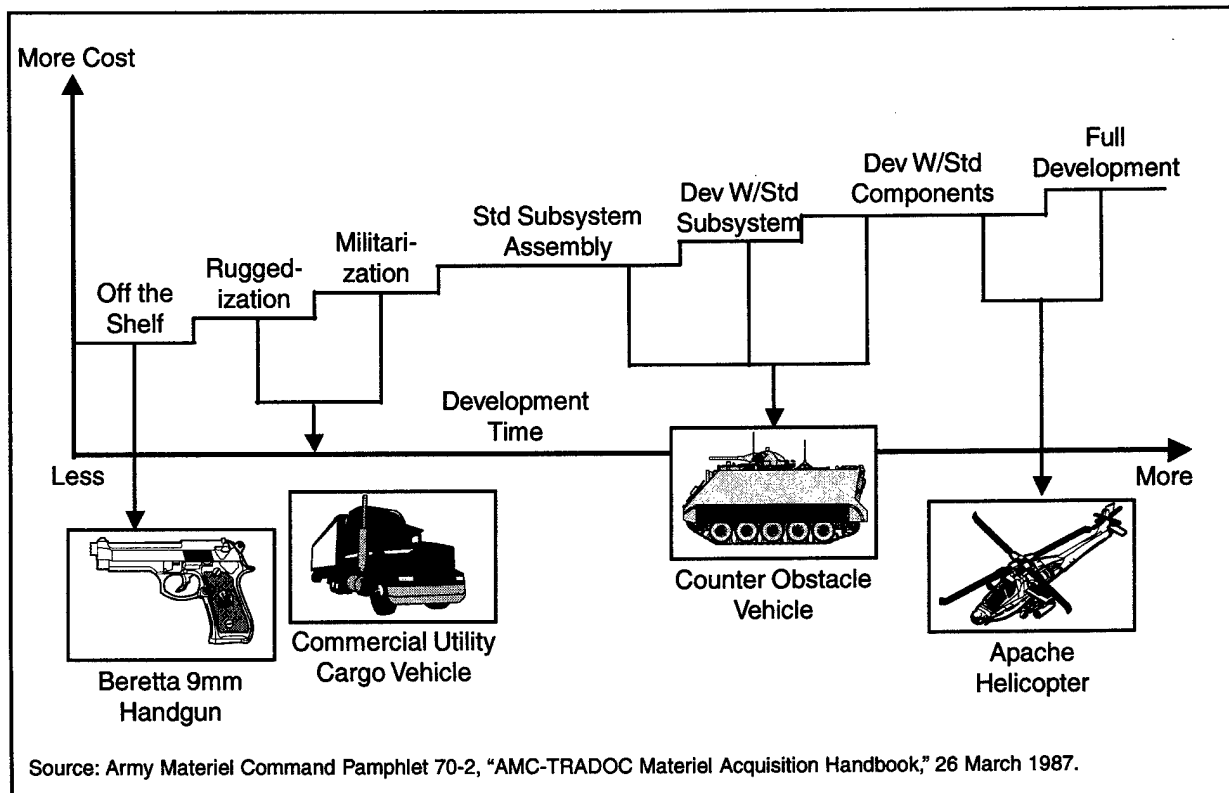 More Cost
Full
Development
Dev W/Std
Components
Dev W/Std
Subsystem
Std Subsystem
Assembly
Militari-
zation
Rugged-
ization
Off the
Shelf
Development
Time
Less
More
Counter Obstacle
Vehicle
Commercial Utility
Cargo Vehicle
Apache
Helicopter
Beretta 9mm
Handgun
Source: Army Materiel Command Pamphlet 70-2, “AMC-TRADOC Materiel Acquisition Handbook,” 26 March 1987.